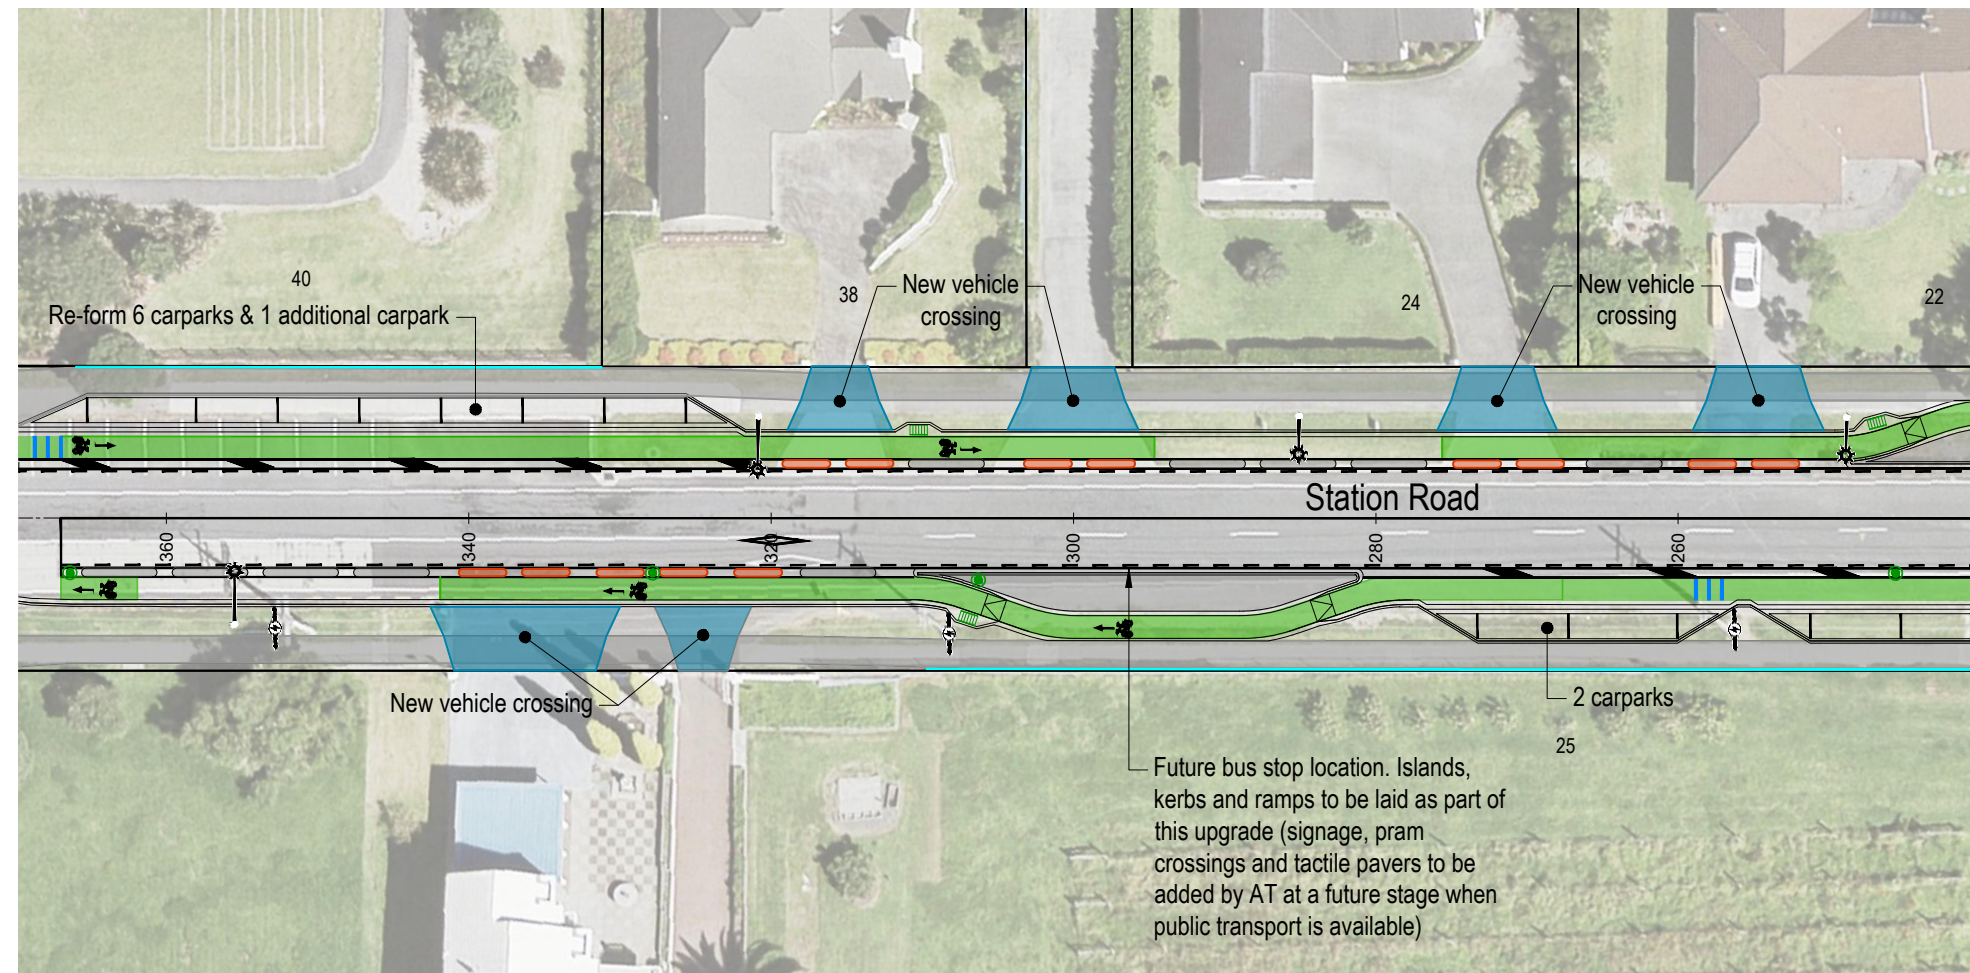 40
Re-form 6 carparks & 1 additional carpark
38
New vehicle
crossing
24
New vehicle
crossing
22
Station Road
360
340
320
300
280
260
New vehicle crossing
2 carparks
25
Future bus stop location. Islands,
kerbs and ramps to be laid as part of
this upgrade (signage, pram
crossings and tactile pavers to be
added by AT at a future stage when
public transport is available)